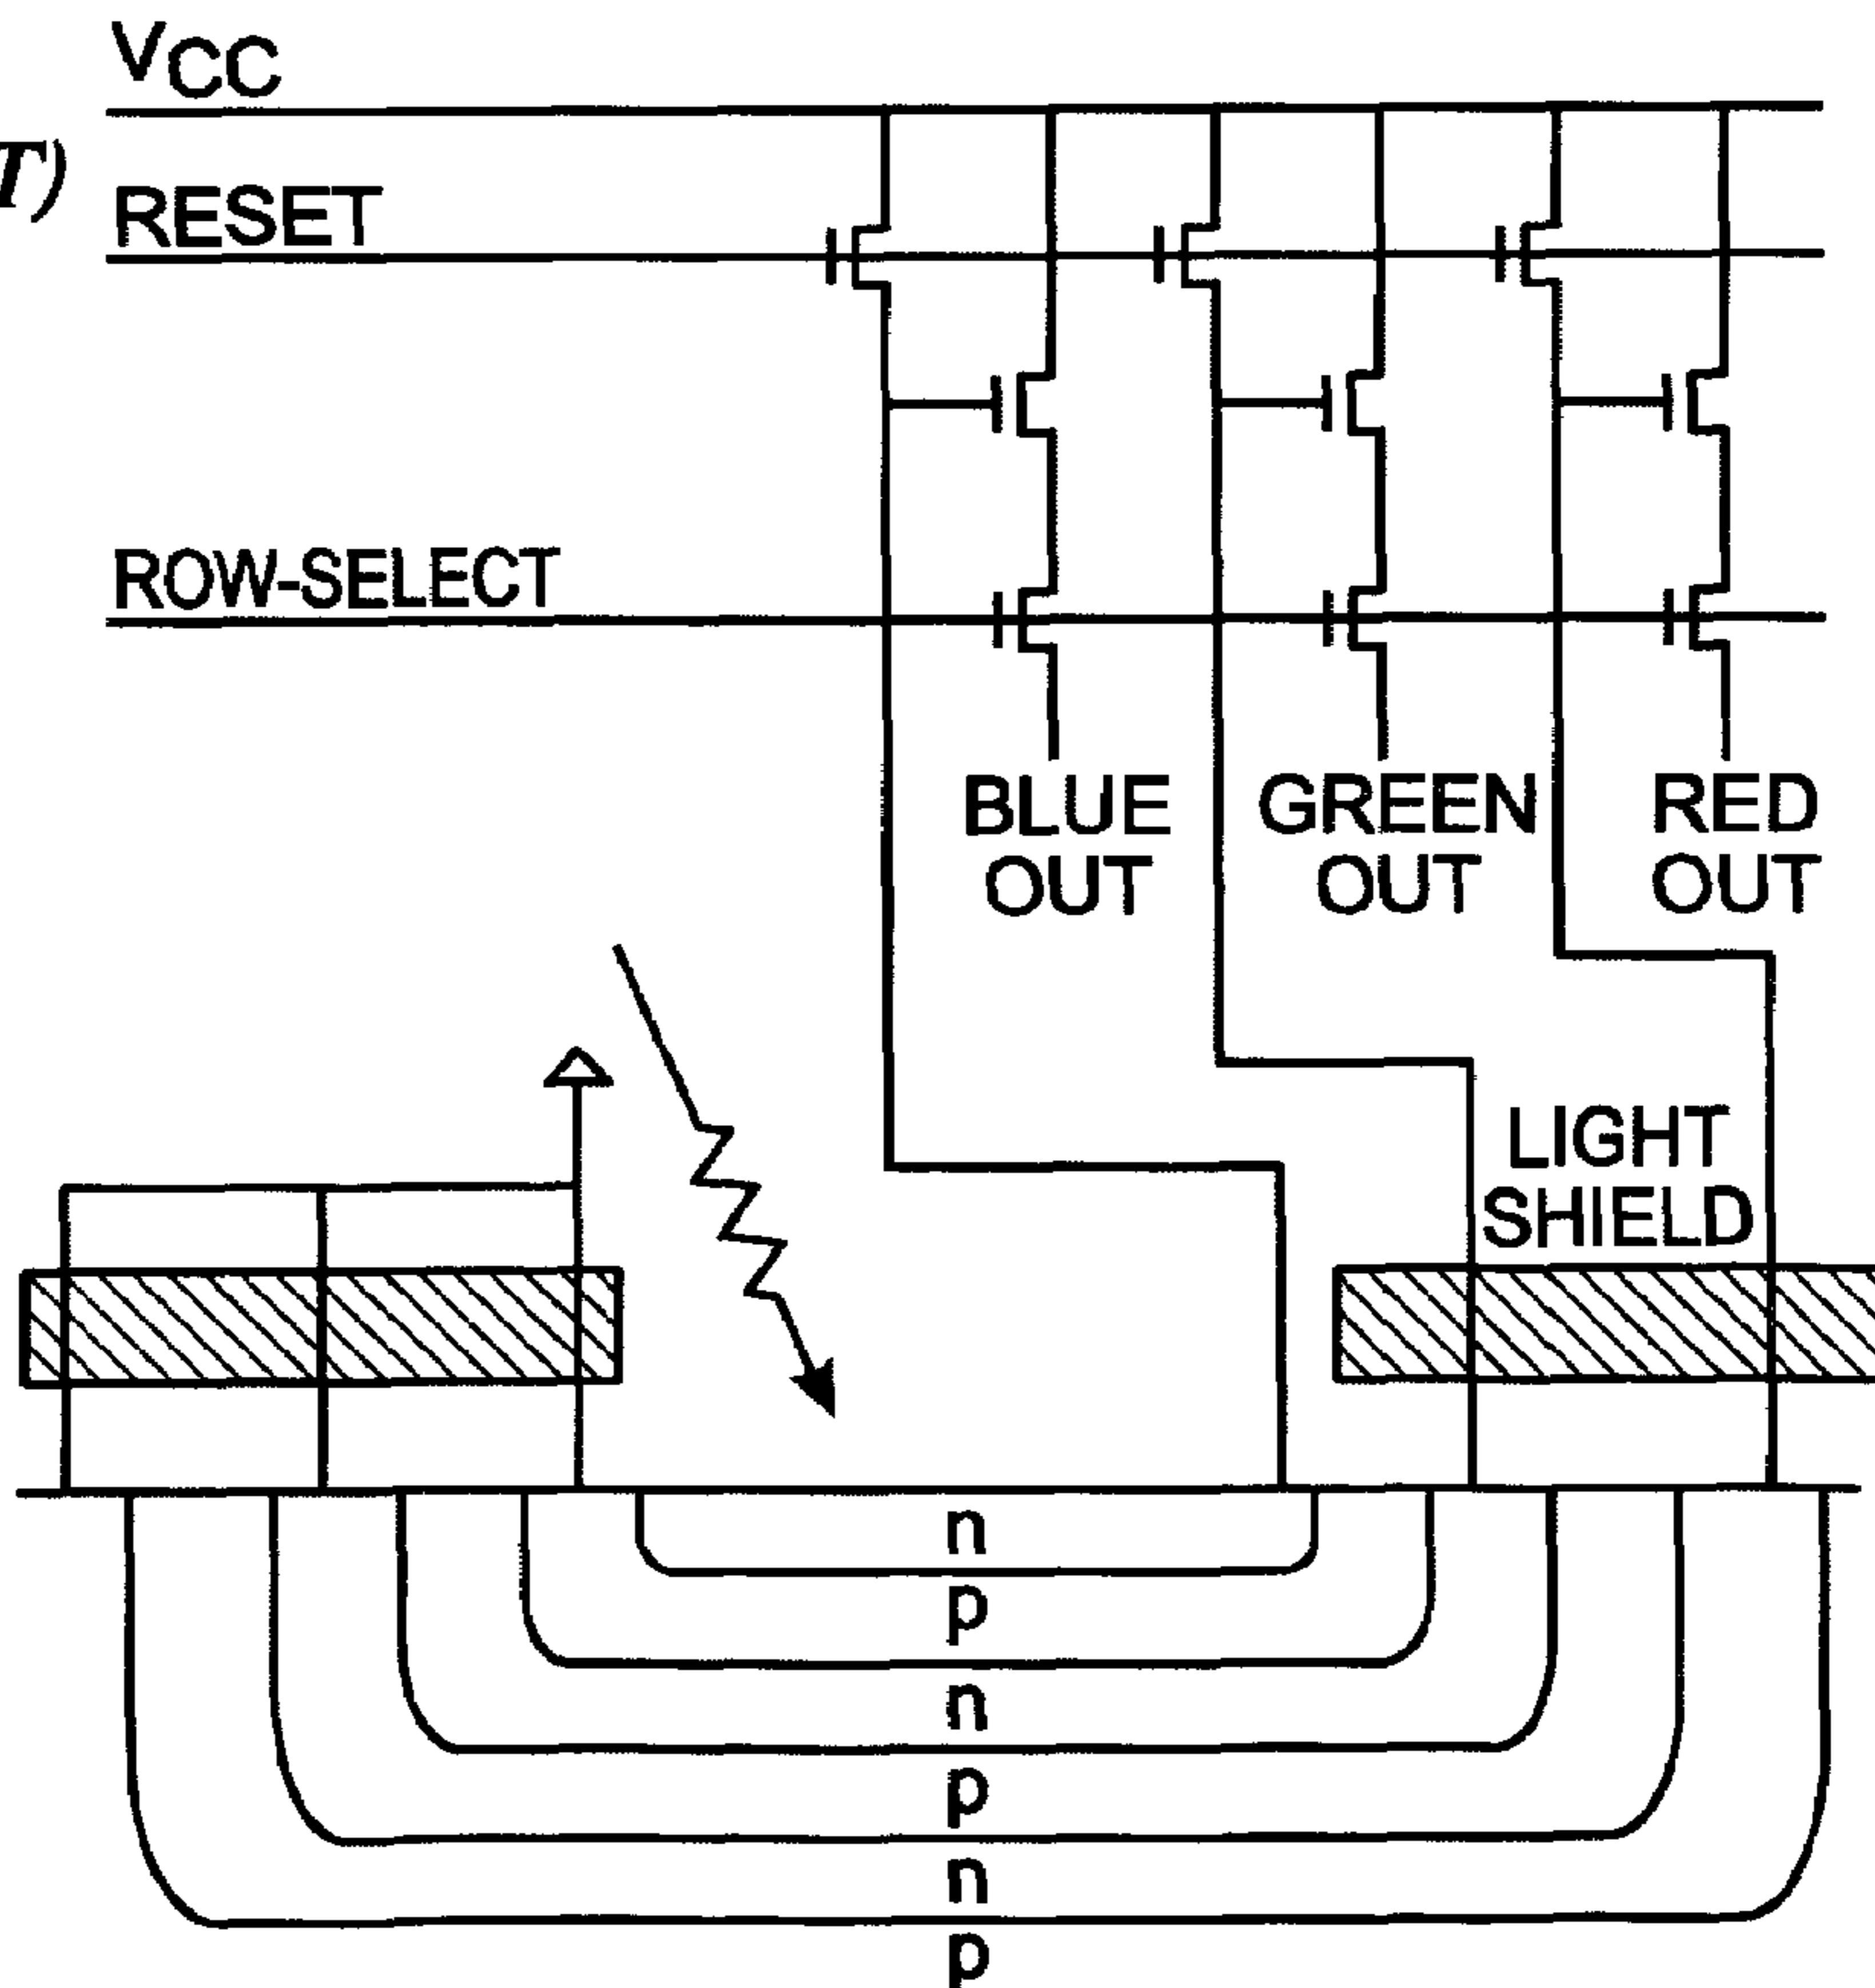 VCC
T)
RESET
ROW-SELECT
BLUE
OUT
GREEN
OUT
RED
OUT
LIGHT
SHIELD
n
p
n
p
n
p